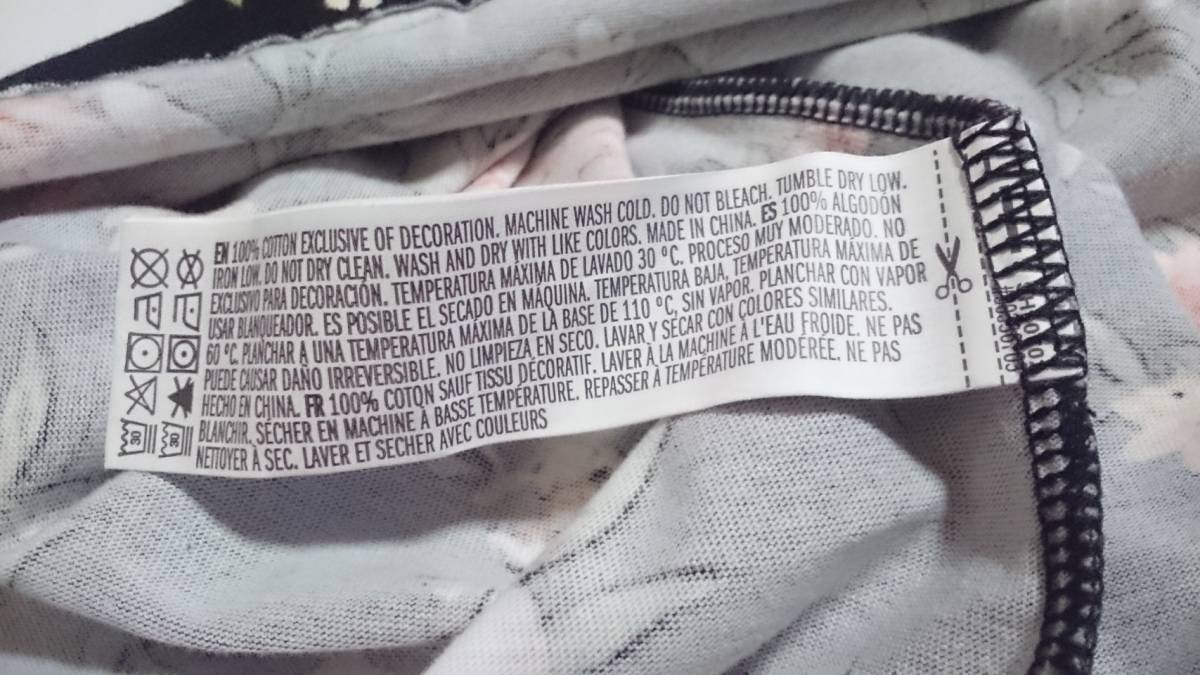 EN 100% COTTON EXCLUSIVE OF DECORATION. MACHINE WASH COLD. DO NOT BLEACH. TUMBLE DRY LOW.
IRON LOW. DO NOT DRY CLEAN. WASH AND DRY WITH LIKE COLORS. MADE IN CHINA. ES 100% ALGODÓN
EXCLUSIVO PARA DECORACIÓN. TEMPERATURA MÁXIMA DE LAVADO 30 °C. PROCESO MUY MODERADO. NO
USAR BLANQUEADOR. ES POSIBLE EL SECADO EN MÁQUINA. TEMPERATURA BAJA, TEMPERATURA MÁXIMA DE
60 °C. PLANCHAR A UNA TEMPERATURA MÁXIMA DE LA BASE DE 110 °C, SIN VAPOR. PLANCHAR CON VAPOR
PUEDE CAUSAR DAÑO IRREVERSIBLE. NO LIMPIEZA EN SECO. LAVAR Y SECAR CON COLORES SIMILARES.
HECHO EN CHINA. FR 100% COTON SAUF TISSU DÉCORATIF. LAVER À LA MACHINE À L'EAU FROIDE. NE PAS
BLANCHIR. SÉCHER EN MACHINE À BASSE TEMPÉRATURE. REPASSER À TEMPÉRATURE MODÉRÉE. NE PAS
NETTOYER À SEC. LAVER ET SECHER AVEC COULEURS
30
30